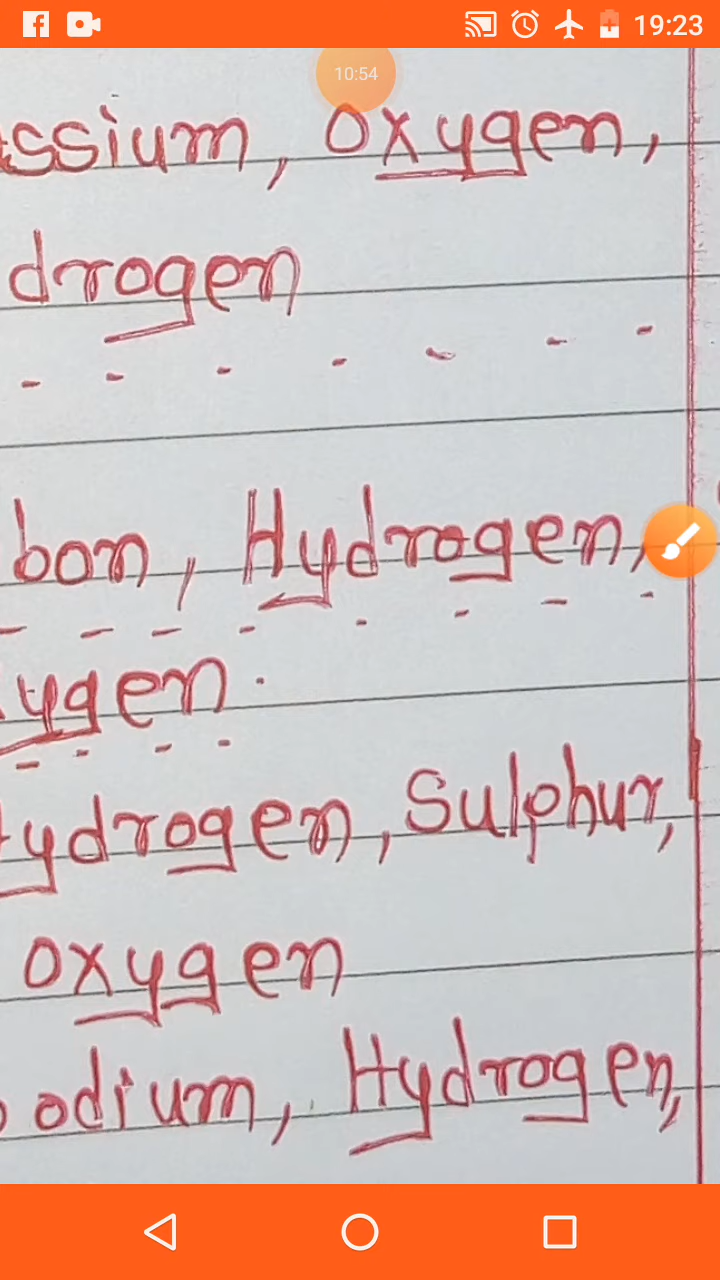 19:23
10:54
ssium, Oxygen,
drogen
bon, Hydrogen,
ygen.
ydrogen, Sulphur,
oxygen
odium, Hydrogen,